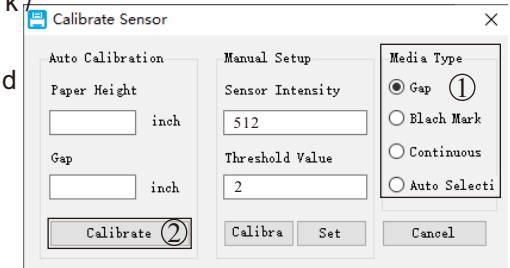 k /
Calibrate Sensor
d
Auto Calibration
Paper Height
inch
Gap
inch
Calibrate ②
Manual Setup
Sensor Intensity
512
Threshold Value
2
Calibra
Set
Media Type
Gap ①
Blach Mark
Continuous
Auto Selecti
Cancel